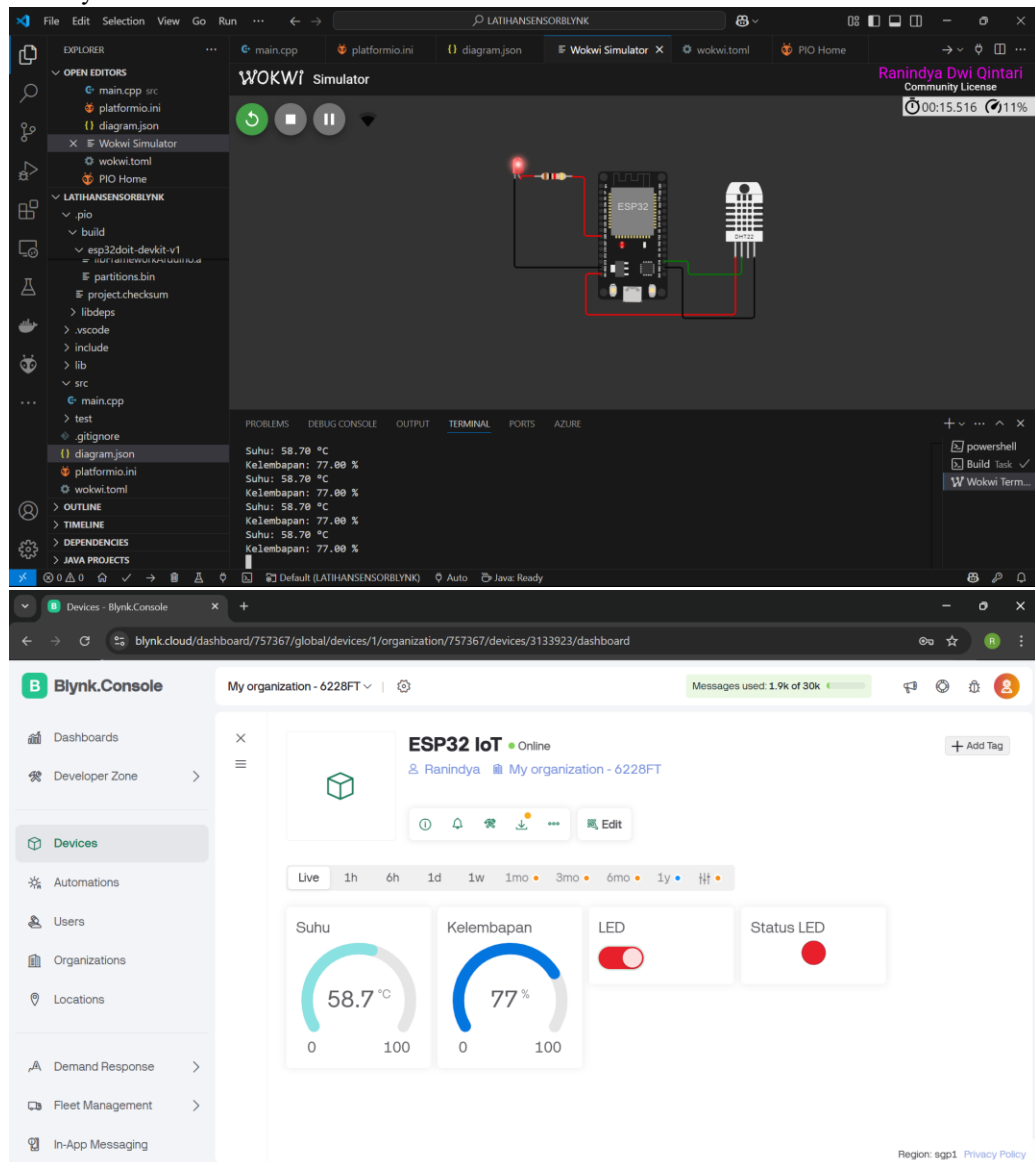 File Edit Selection View Go Run ··· LATIHANSENSORBLYNK
EXPLORER ···
OPEN EDITORS
main.cpp src
platformio.ini
{} diagram.json
Wokwi Simulator
wokwi.toml
PIO Home
LATIHANSENSORBLYNK
.pio
build
esp32doit-devkit-v1
libFrameworkArduino.a
partitions.bin
project.checksum
libdeps
.vscode
include
lib
src
main.cpp
test
.gitignore
{} diagram.json
platformio.ini
wokwi.toml
OUTLINE
TIMELINE
DEPENDENCIES
JAVA PROJECTS
main.cpp platformio.ini {} diagram.json Wokwi Simulator wokwi.toml PIO Home
WOKWI Simulator
Ranindya Dwi Qintari
Community License
00:15.516 11%
ESP32
DHT22
PROBLEMS DEBUG CONSOLE OUTPUT TERMINAL PORTS AZURE
Suhu: 58.70 °C
Kelembapan: 77.00 %
Suhu: 58.70 °C
Kelembapan: 77.00 %
Suhu: 58.70 °C
Kelembapan: 77.00 %
Suhu: 58.70 °C
Kelembapan: 77.00 %
powershell
Build Task
Wokwi Term...
0 0 Default (LATIHANSENSORBLYNK) Auto Java: Ready
Devices - Blynk.Console
blynk.cloud/dashboard/757367/global/devices/1/organization/757367/devices/3133923/dashboard
R
B Blynk.Console
My organization - 6228FT
Messages used: 1.9k of 30k
Dashboards
Developer Zone
Devices
Automations
Users
Organizations
Locations
Demand Response
Fleet Management
In-App Messaging
ESP32 IoT Online
Ranindya My organization - 6228FT
Add Tag
Edit
Live 1h 6h 1d 1w 1mo 3mo 6mo 1y
Suhu
58.7 °C
0 100
Kelembapan
77 %
0 100
LED
Status LED
Region: sgp1 Privacy Policy